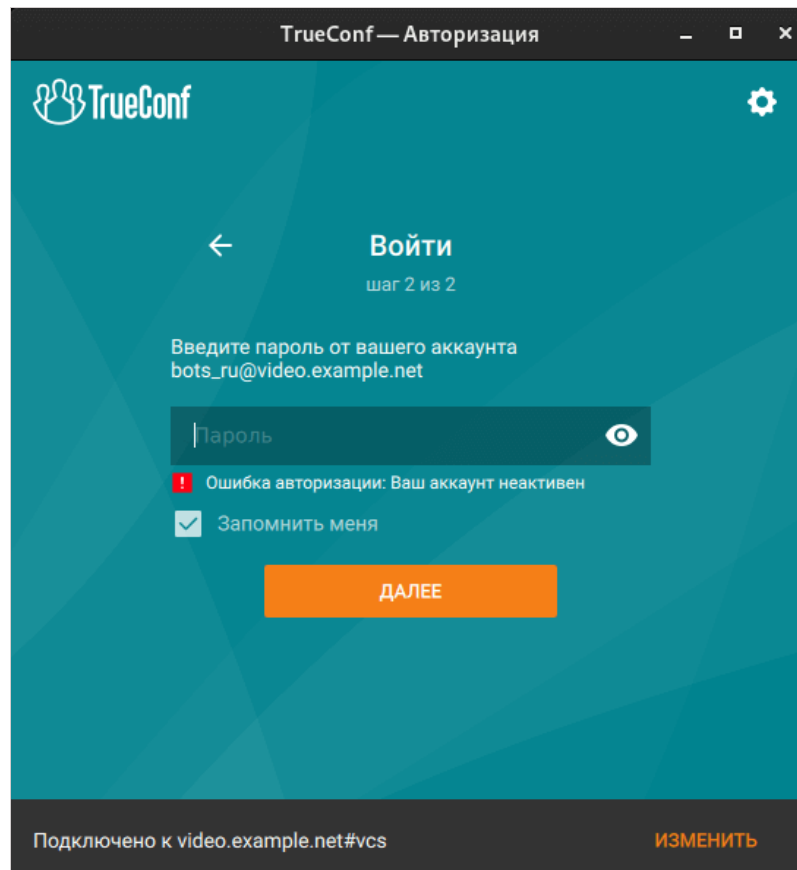 TrueConf — Авторизация
TrueConf
Войти
шаг 2 из 2
Введите пароль от вашего аккаунта
bots_ru@video.example.net
Пароль
! Ошибка авторизации: Ваш аккаунт неактивен
Запомнить меня
ДАЛЕЕ
Подключено к video.example.net#vcs ИЗМЕНИТЬ